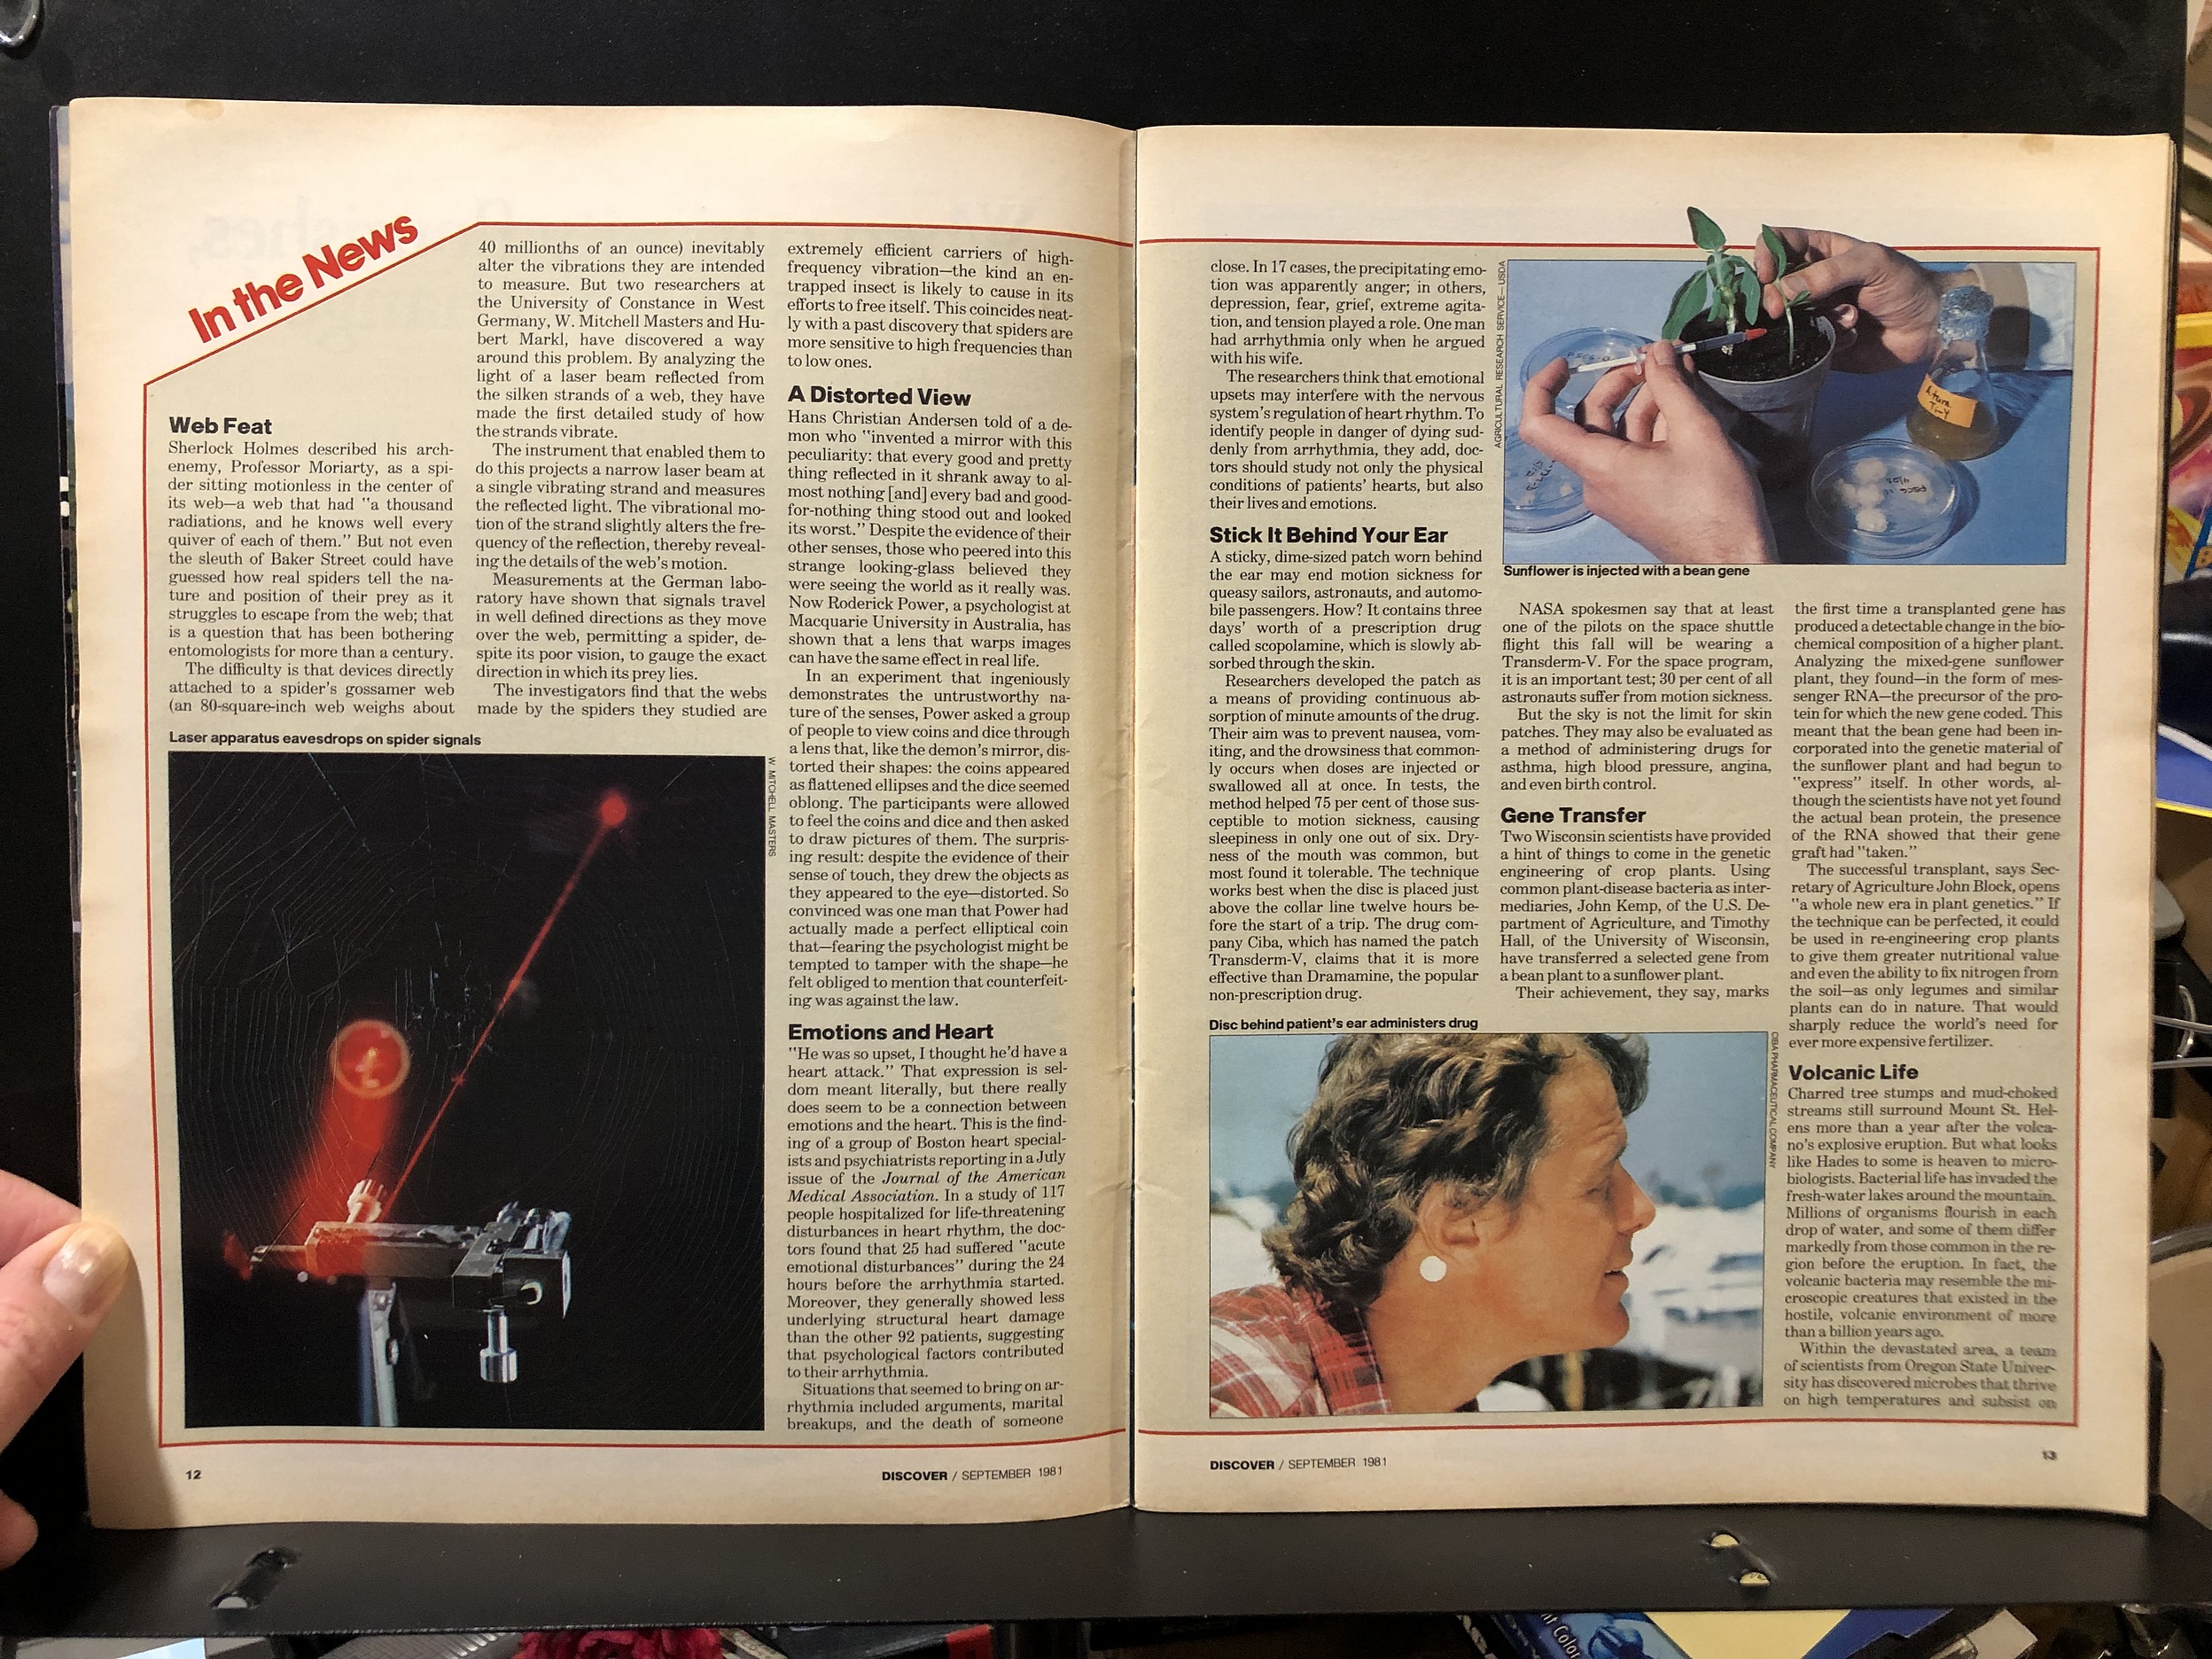 In the News
Web Feat
Sherlock Holmes described his arch-
enemy, Professor Moriarty, as a spi-
der sitting motionless in the center of
its web—a web that had "a thousand
radiations, and he knows well every
quiver of each of them." But not even
the sleuth of Baker Street could have
guessed how real spiders tell the na-
ture and position of their prey as it
struggles to escape from the web; that
is a question that has been bothering
entomologists for more than a century.
The difficulty is that devices directly
attached to a spider's gossamer web
(an 80-square-inch web weighs about
40 millionths of an ounce) inevitably
alter the vibrations they are intended
to measure. But two researchers at
the University of Constance in West
Germany, W. Mitchell Masters and Hu-
bert Markl, have discovered a way
around this problem. By analyzing the
light of a laser beam reflected from
the silken strands of a web, they have
made the first detailed study of how
the strands vibrate.
The instrument that enabled them to
do this projects a narrow laser beam at
a single vibrating strand and measures
the reflected light. The vibrational mo-
tion of the strand slightly alters the fre-
quency of the reflection, thereby reveal-
ing the details of the web's motion.
Measurements at the German labo-
ratory have shown that signals travel
in well defined directions as they move
over the web, permitting a spider, de-
spite its poor vision, to gauge the exact
direction in which its prey lies.
The investigators find that the webs
made by the spiders they studied are
extremely efficient carriers of high-
frequency vibration—the kind an en-
trapped insect is likely to cause in its
efforts to free itself. This coincides neat-
ly with a past discovery that spiders are
more sensitive to high frequencies than
to low ones.
Laser apparatus eavesdrops on spider signals
W. MITCHELL MASTERS
A Distorted View
Hans Christian Andersen told of a de-
mon who "invented a mirror with this
peculiarity: that every good and pretty
thing reflected in it shrank away to al-
most nothing [and] every bad and good-
for-nothing thing stood out and looked
its worst." Despite the evidence of their
other senses, those who peered into this
strange looking-glass believed they
were seeing the world as it really was.
Now Roderick Power, a psychologist at
Macquarie University in Australia, has
shown that a lens that warps images
can have the same effect in real life.
In an experiment that ingeniously
demonstrates the untrustworthy na-
ture of the senses, Power asked a group
of people to view coins and dice through
a lens that, like the demon's mirror, dis-
torted their shapes: the coins appeared
as flattened ellipses and the dice seemed
oblong. The participants were allowed
to feel the coins and dice and then asked
to draw pictures of them. The surpris-
ing result: despite the evidence of their
sense of touch, they drew the objects as
they appeared to the eye—distorted. So
convinced was one man that Power had
actually made a perfect elliptical coin
that—fearing the psychologist might be
tempted to tamper with the shape—he
felt obliged to mention that counterfeit-
ing was against the law.
Emotions and Heart
"He was so upset, I thought he'd have a
heart attack." That expression is sel-
dom meant literally, but there really
does seem to be a connection between
emotions and the heart. This is the find-
ing of a group of Boston heart special-
ists and psychiatrists reporting in a July
issue of the Journal of the American
Medical Association. In a study of 117
people hospitalized for life-threatening
disturbances in heart rhythm, the doc-
tors found that 25 had suffered "acute
emotional disturbances" during the 24
hours before the arrhythmia started.
Moreover, they generally showed less
underlying structural heart damage
than the other 92 patients, suggesting
that psychological factors contributed
to their arrhythmia.
Situations that seemed to bring on ar-
rhythmia included arguments, marital
breakups, and the death of someone
12
DISCOVER / SEPTEMBER 1981
close. In 17 cases, the precipitating emo-
tion was apparently anger; in others,
depression, fear, grief, extreme agita-
tion, and tension played a role. One man
had arrhythmia only when he argued
with his wife.
The researchers think that emotional
upsets may interfere with the nervous
system's regulation of heart rhythm. To
identify people in danger of dying sud-
denly from arrhythmia, they add, doc-
tors should study not only the physical
conditions of patients' hearts, but also
their lives and emotions.
Stick It Behind Your Ear
A sticky, dime-sized patch worn behind
the ear may end motion sickness for
queasy sailors, astronauts, and automo-
bile passengers. How? It contains three
days' worth of a prescription drug
called scopolamine, which is slowly ab-
sorbed through the skin.
Researchers developed the patch as
a means of providing continuous ab-
sorption of minute amounts of the drug.
Their aim was to prevent nausea, vom-
iting, and the drowsiness that common-
ly occurs when doses are injected or
swallowed all at once. In tests, the
method helped 75 per cent of those sus-
ceptible to motion sickness, causing
sleepiness in only one out of six. Dry-
ness of the mouth was common, but
most found it tolerable. The technique
works best when the disc is placed just
above the collar line twelve hours be-
fore the start of a trip. The drug com-
pany Ciba, which has named the patch
Transderm-V, claims that it is more
effective than Dramamine, the popular
non-prescription drug.
Disc behind patient's ear administers drug
CIBA PHARMACEUTICAL COMPANY
AGRICULTURAL RESEARCH SERVICE—USDA
Sunflower is injected with a bean gene
NASA spokesmen say that at least
one of the pilots on the space shuttle
flight this fall will be wearing a
Transderm-V. For the space program,
it is an important test; 30 per cent of all
astronauts suffer from motion sickness.
But the sky is not the limit for skin
patches. They may also be evaluated as
a method of administering drugs for
asthma, high blood pressure, angina,
and even birth control.
Gene Transfer
Two Wisconsin scientists have provided
a hint of things to come in the genetic
engineering of crop plants. Using
common plant-disease bacteria as inter-
mediaries, John Kemp, of the U.S. De-
partment of Agriculture, and Timothy
Hall, of the University of Wisconsin,
have transferred a selected gene from
a bean plant to a sunflower plant.
Their achievement, they say, marks
the first time a transplanted gene has
produced a detectable change in the bio-
chemical composition of a higher plant.
Analyzing the mixed-gene sunflower
plant, they found—in the form of mes-
senger RNA—the precursor of the pro-
tein for which the new gene coded. This
meant that the bean gene had been in-
corporated into the genetic material of
the sunflower plant and had begun to
"express" itself. In other words, al-
though the scientists have not yet found
the actual bean protein, the presence
of the RNA showed that their gene
graft had "taken."
The successful transplant, says Sec-
retary of Agriculture John Block, opens
"a whole new era in plant genetics." If
the technique can be perfected, it could
be used in re-engineering crop plants
to give them greater nutritional value
and even the ability to fix nitrogen from
the soil—as only legumes and similar
plants can do in nature. That would
sharply reduce the world's need for
ever more expensive fertilizer.
Volcanic Life
Charred tree stumps and mud-choked
streams still surround Mount St. Hel-
ens more than a year after the volca-
no's explosive eruption. But what looks
like Hades to some is heaven to micro-
biologists. Bacterial life has invaded the
fresh-water lakes around the mountain.
Millions of organisms flourish in each
drop of water, and some of them differ
markedly from those common in the re-
gion before the eruption. In fact, the
volcanic bacteria may resemble the mi-
croscopic creatures that existed in the
hostile, volcanic environment of more
than a billion years ago.
Within the devastated area, a team
of scientists from Oregon State Univer-
sity has discovered microbes that thrive
on high temperatures and subsist on
DISCOVER / SEPTEMBER 1981
13